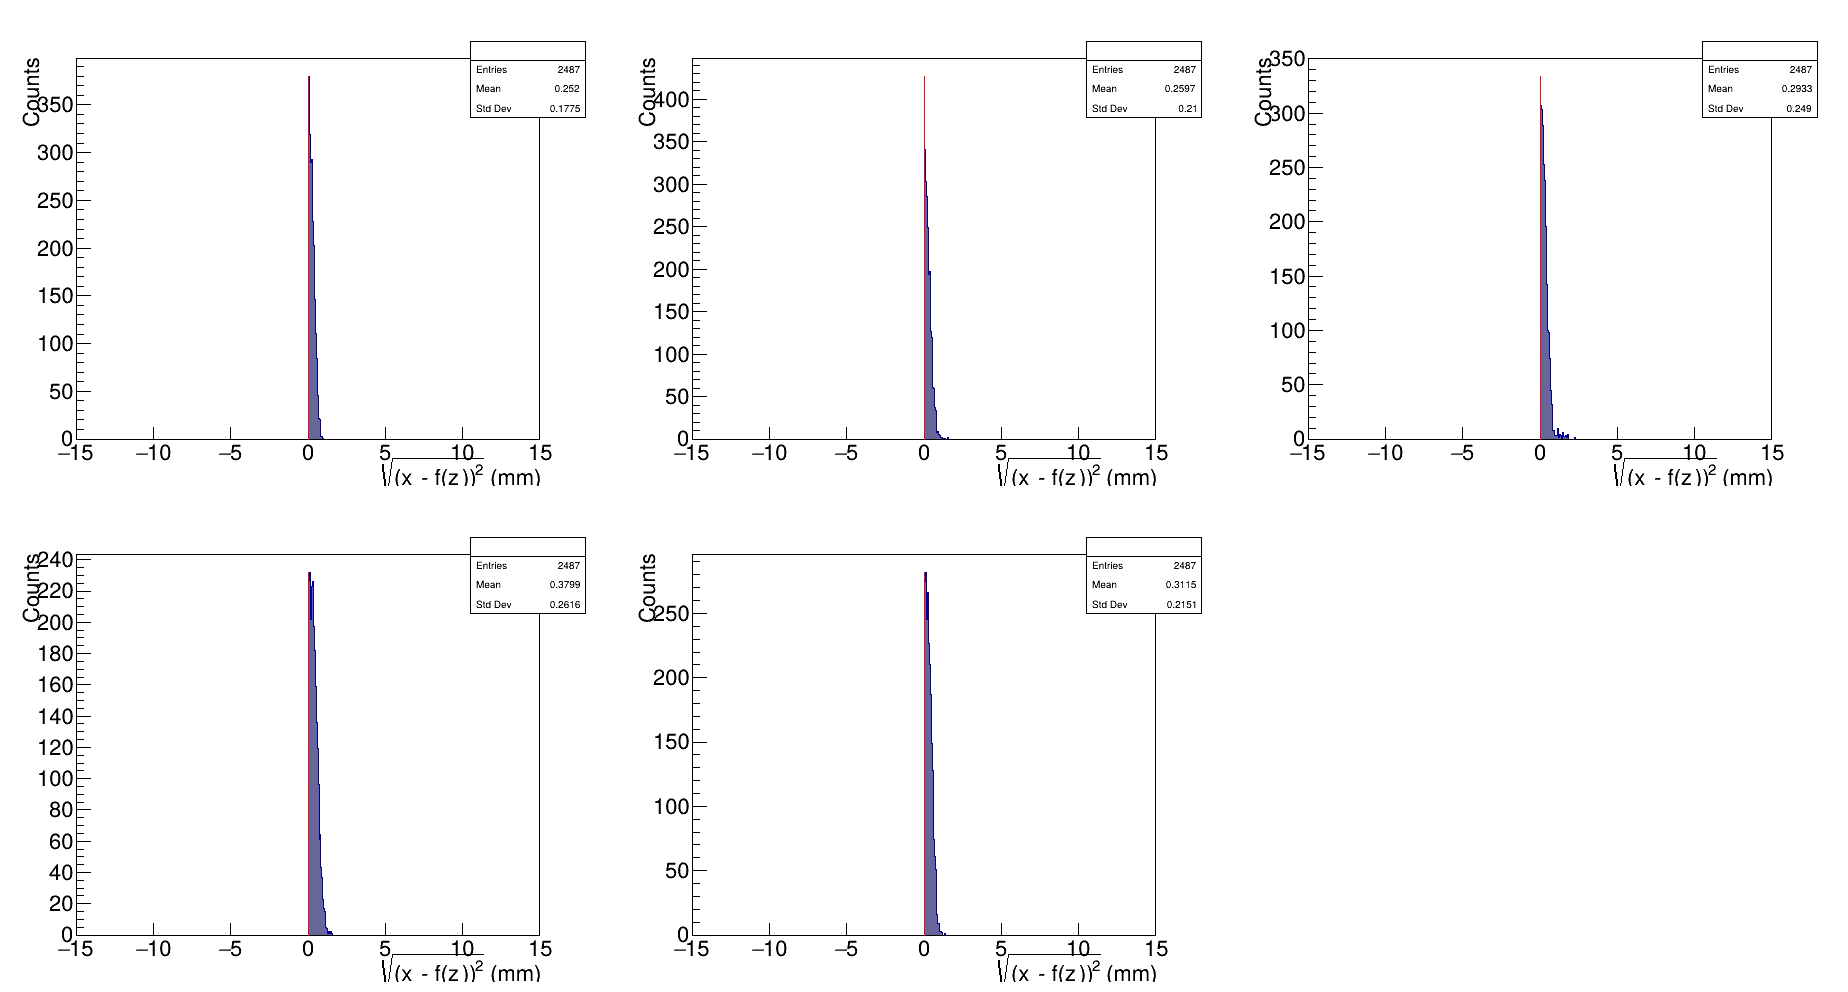 Counts
Entries 2487
Mean 0.252
Std Dev 0.1775
350
300
250
200
150
100
50
0
−15 −10 −5 0 5 10 15
√(x - f(z))² (mm)
Counts
Entries 2487
Mean 0.2597
Std Dev 0.21
400
350
300
250
200
150
100
50
0
−15 −10 −5 0 5 10 15
√(x - f(z))² (mm)
Counts
Entries 2487
Mean 0.2933
Std Dev 0.249
350
300
250
200
150
100
50
0
−15 −10 −5 0 5 10 15
√(x - f(z))² (mm)
Counts
Entries 2487
Mean 0.3799
Std Dev 0.2616
240
220
200
180
160
140
120
100
80
60
40
20
0
−15 −10 −5 0 5 10 15
√(x - f(z))² (mm)
Counts
Entries 2487
Mean 0.3115
Std Dev 0.2151
250
200
150
100
50
0
−15 −10 −5 0 5 10 15
√(x - f(z))² (mm)